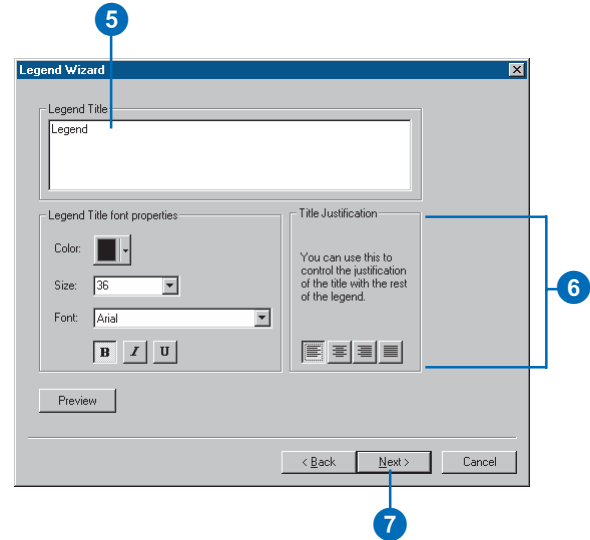 5
Legend Wizard
Legend Title
Legend
Legend Title font properties
Color:
Size: 36
Font: Arial
B I U
Title Justification
You can use this to
control the justification
of the title with the rest
of the legend.
6
Preview
< Back Next > Cancel
7